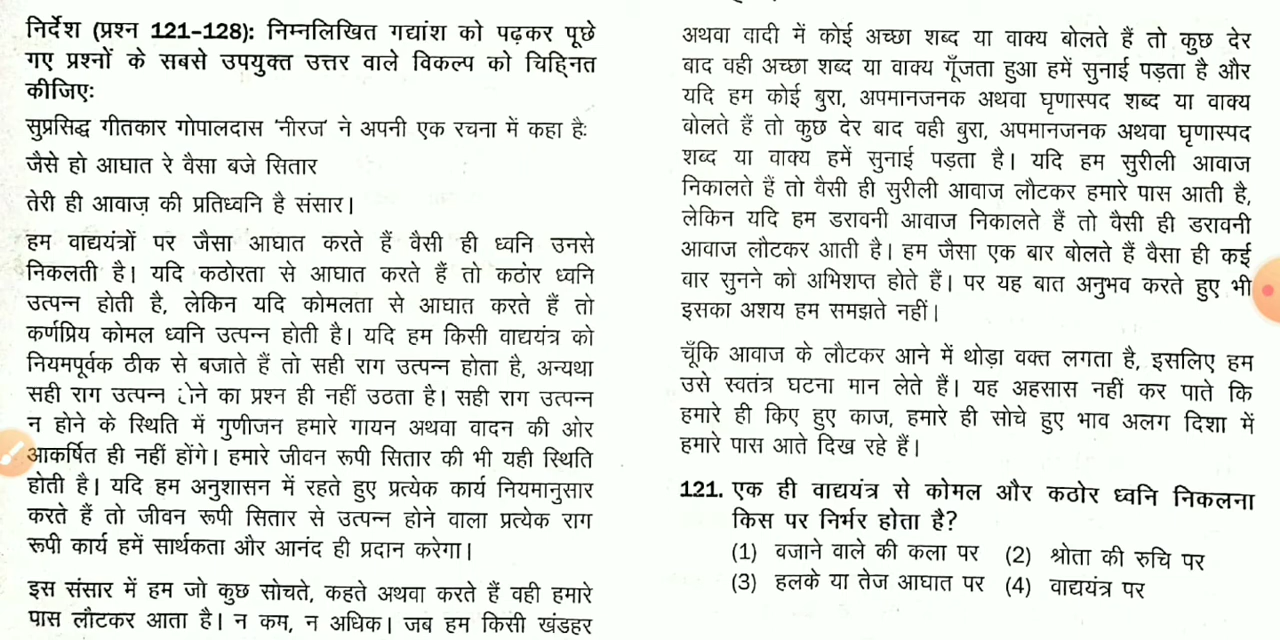 निर्देश (प्रश्न 121–128): निम्नलिखित गद्यांश को पढ़कर पूछे
गए प्रश्नों के सबसे उपयुक्त उत्तर वाले विकल्प को चिह्नित
कीजिएः
सुप्रसिद्ध गीतकार गोपालदास 'नीरज' ने अपनी एक रचना में कहा हैः
जैसे हो आघात रे वैसा बजे सितार
तेरी ही आवाज़ की प्रतिध्वनि है संसार।
हम वाद्ययंत्रों पर जैसा आघात करते हैं वैसी ही ध्वनि उनसे
निकलती है। यदि कठोरता से आघात करते हैं तो कठोर ध्वनि
उत्पन्न होती है, लेकिन यदि कोमलता से आघात करते हैं तो
कर्णप्रिय कोमल ध्वनि उत्पन्न होती है। यदि हम किसी वाद्ययंत्र को
नियमपूर्वक ठीक से बजाते हैं तो सही राग उत्पन्न होता है, अन्यथा
सही राग उत्पन्न होने का प्रश्न ही नहीं उठता है। सही राग उत्पन्न
न होने के स्थिति में गुणीजन हमारे गायन अथवा वादन की ओर
आकर्षित ही नहीं होंगे। हमारे जीवन रूपी सितार की भी यही स्थिति
होती है। यदि हम अनुशासन में रहते हुए प्रत्येक कार्य नियमानुसार
करते हैं तो जीवन रूपी सितार से उत्पन्न होने वाला प्रत्येक राग
रूपी कार्य हमें सार्थकता और आनंद ही प्रदान करेगा।
इस संसार में हम जो कुछ सोचते, कहते अथवा करते हैं वही हमारे
पास लौटकर आता है। न कम, न अधिक। जब हम किसी खंडहर
अथवा वादी में कोई अच्छा शब्द या वाक्य बोलते हैं तो कुछ देर
बाद वही अच्छा शब्द या वाक्य गूँजता हुआ हमें सुनाई पड़ता है और
यदि हम कोई बुरा, अपमानजनक अथवा घृणास्पद शब्द या वाक्य
बोलते हैं तो कुछ देर बाद वही बुरा, अपमानजनक अथवा घृणास्पद
शब्द या वाक्य हमें सुनाई पड़ता है। यदि हम सुरीली आवाज
निकालते हैं तो वैसी ही सुरीली आवाज लौटकर हमारे पास आती है,
लेकिन यदि हम डरावनी आवाज निकालते हैं तो वैसी ही डरावनी
आवाज लौटकर आती है। हम जैसा एक बार बोलते हैं वैसा ही कई
बार सुनने को अभिशप्त होते हैं। पर यह बात अनुभव करते हुए भी
इसका अशय हम समझते नहीं।
चूँकि आवाज के लौटकर आने में थोड़ा वक्त लगता है, इसलिए हम
उसे स्वतंत्र घटना मान लेते हैं। यह अहसास नहीं कर पाते कि
हमारे ही किए हुए काज, हमारे ही सोचे हुए भाव अलग दिशा में
हमारे पास आते दिख रहे हैं।
121. एक ही वाद्ययंत्र से कोमल और कठोर ध्वनि निकलना
किस पर निर्भर होता है?
(1) बजाने वाले की कला पर (2) श्रोता की रुचि पर
(3) हलके या तेज आघात पर (4) वाद्ययंत्र पर